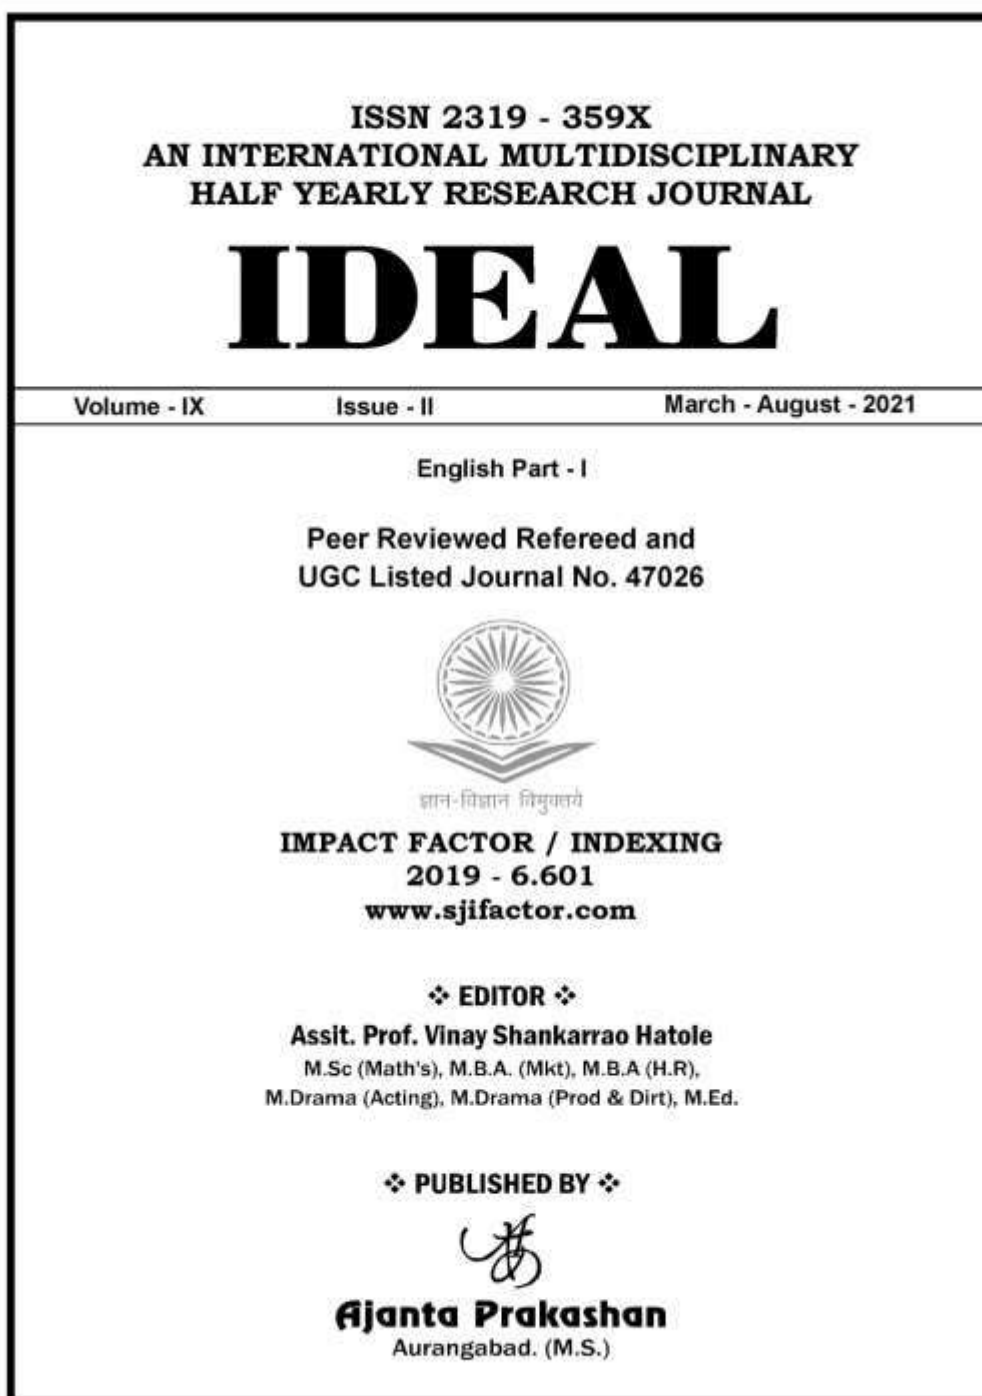 ISSN 2319 - 359X
AN INTERNATIONAL MULTIDISCIPLINARY
HALF YEARLY RESEARCH JOURNAL
IDEAL
Volume - IX Issue - II March - August - 2021
English Part - I
Peer Reviewed Refereed and
UGC Listed Journal No. 47026
ज्ञान-विज्ञान विमुक्तये
IMPACT FACTOR / INDEXING
2019 - 6.601
www.sjifactor.com
❖ EDITOR ❖
Assit. Prof. Vinay Shankarrao Hatole
M.Sc (Math's), M.B.A. (Mkt), M.B.A (H.R),
M.Drama (Acting), M.Drama (Prod & Dirt), M.Ed.
❖ PUBLISHED BY ❖
Ajanta Prakashan
Aurangabad. (M.S.)